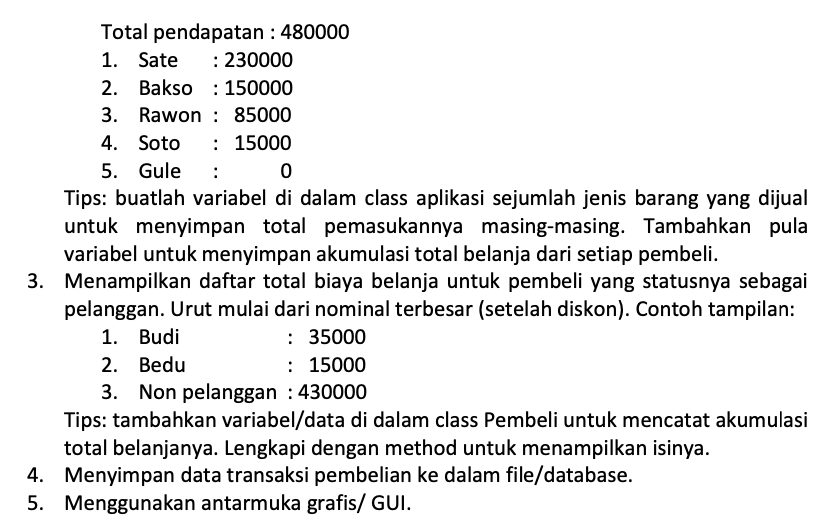 Total pendapatan : 480000
1. Sate : 230000
2. Bakso : 150000
3. Rawon : 85000
4. Soto : 15000
5. Gule : 0
Tips: buatlah variabel di dalam class aplikasi sejumlah jenis barang yang dijual
untuk menyimpan total pemasukannya masing-masing. Tambahkan pula
variabel untuk menyimpan akumulasi total belanja dari setiap pembeli.
3. Menampilkan daftar total biaya belanja untuk pembeli yang statusnya sebagai
pelanggan. Urut mulai dari nominal terbesar (setelah diskon). Contoh tampilan:
1. Budi : 35000
2. Bedu : 15000
3. Non pelanggan : 430000
Tips: tambahkan variabel/data di dalam class Pembeli untuk mencatat akumulasi
total belanjanya. Lengkapi dengan method untuk menampilkan isinya.
4. Menyimpan data transaksi pembelian ke dalam file/database.
5. Menggunakan antarmuka grafis/ GUI.